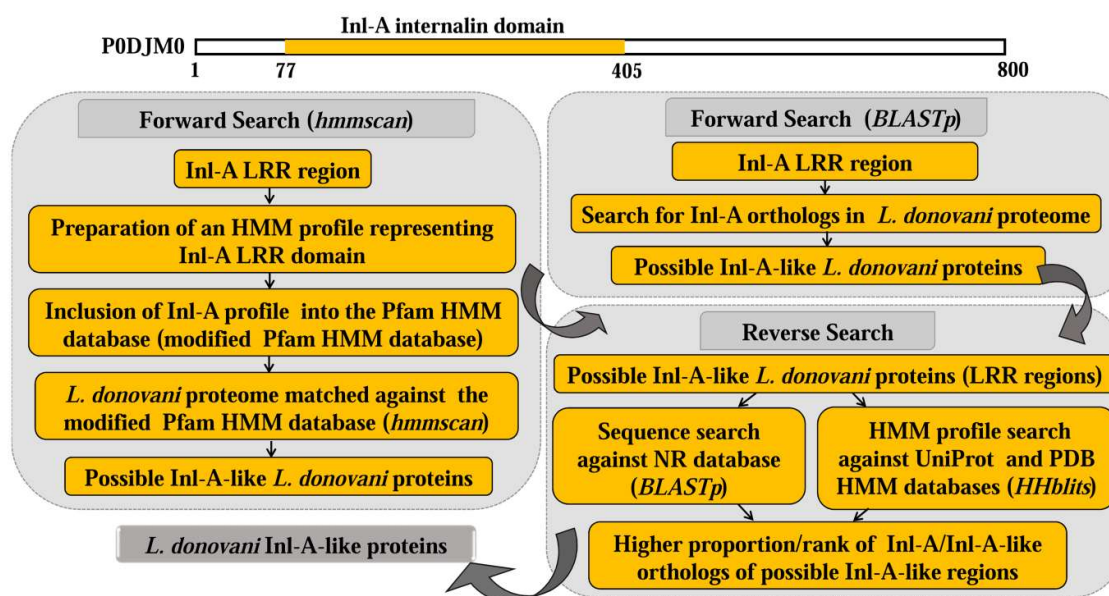 Inl-A internalin domain
P0DJM0
1 77 405 800
Forward Search (hmmscan)
Inl-A LRR region
Preparation of an HMM profile representing
Inl-A LRR domain
Inclusion of Inl-A profile into the Pfam HMM
database (modified Pfam HMM database)
L. donovani proteome matched against the
modified Pfam HMM database (hmmscan)
Possible Inl-A-like L. donovani proteins
Forward Search (BLASTp)
Inl-A LRR region
Search for Inl-A orthologs in L. donovani proteome
Possible Inl-A-like L. donovani proteins
Reverse Search
Possible Inl-A-like L. donovani proteins (LRR regions)
Sequence search
against NR database
(BLASTp)
HMM profile search
against UniProt and PDB
HMM databases (HHblits)
Higher proportion/rank of Inl-A/Inl-A-like
orthologs of possible Inl-A-like regions
L. donovani Inl-A-like proteins